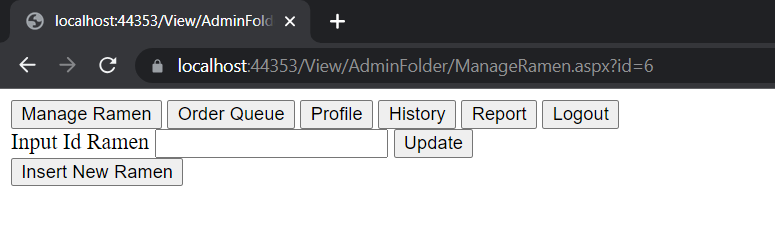 localhost:44353/View/AdminFold
localhost:44353/View/AdminFolder/ManageRamen.aspx?id=6
Manage Ramen Order Queue Profile History Report Logout
Input Id Ramen Update
Insert New Ramen